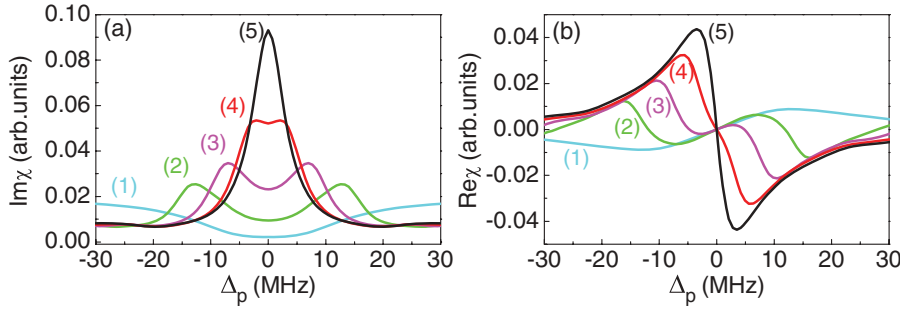 (a)
(5)
(4)
(3)
(2)
(1)
0.10
0.08
0.06
0.04
0.02
0.00
Imχ (arb.units)
-30 -20 -10 0 10 20 30
Δp (MHz)
(b)
(5)
(4)
(3)
(2)
(1)
0.04
0.02
0.00
-0.02
-0.04
Reχ (arb.units)
-30 -20 -10 0 10 20 30
Δp (MHz)